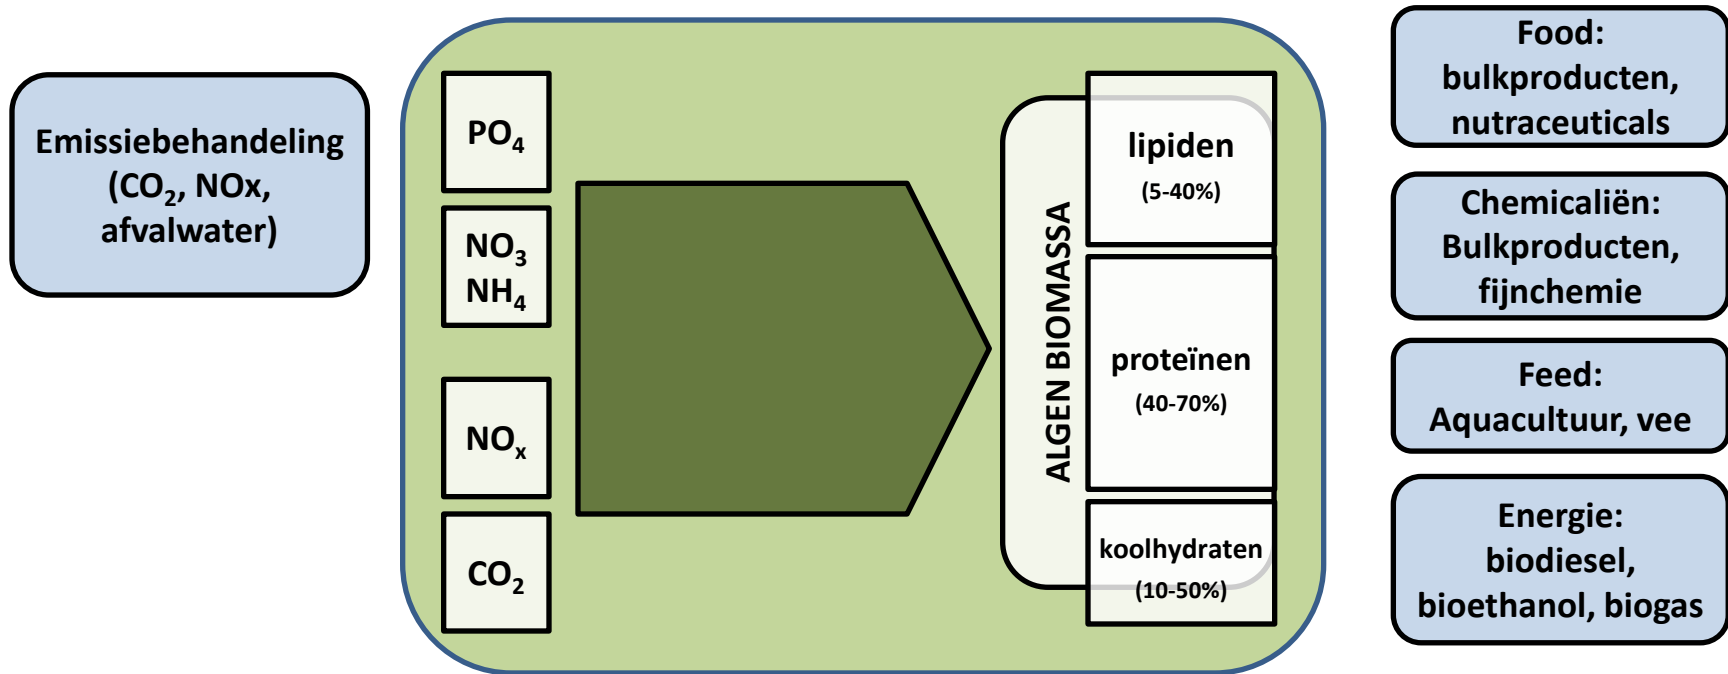 Emissiebehandeling
(CO₂, NOx,
afvalwater)
PO₄
NO₃
NH₄
NOₓ
CO₂
ALGEN BIOMASSA
lipiden
(5-40%)
proteïnen
(40-70%)
koolhydraten
(10-50%)
Food:
bulkproducten,
nutraceuticals
Chemicaliën:
Bulkproducten,
fijnchemie
Feed:
Aquacultuur, vee
Energie:
biodiesel,
bioethanol, biogas